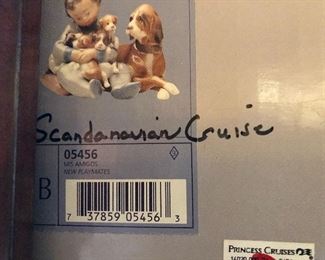 Scandanavian Cruise
05456
MIS AMIGOS
NEW PLAYMATES
B
7 37859 05456 3
PRINCESS CRUISES